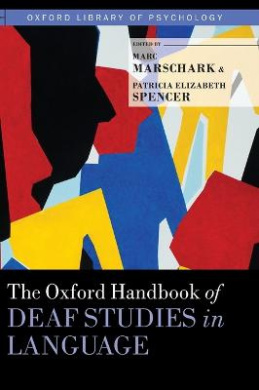 OXFORD LIBRARY OF PSYCHOLOGY
EDITED BY
MARC
MARSCHARK &
PATRICIA ELIZABETH
SPENCER
The Oxford Handbook of
DEAF STUDIES in
LANGUAGE